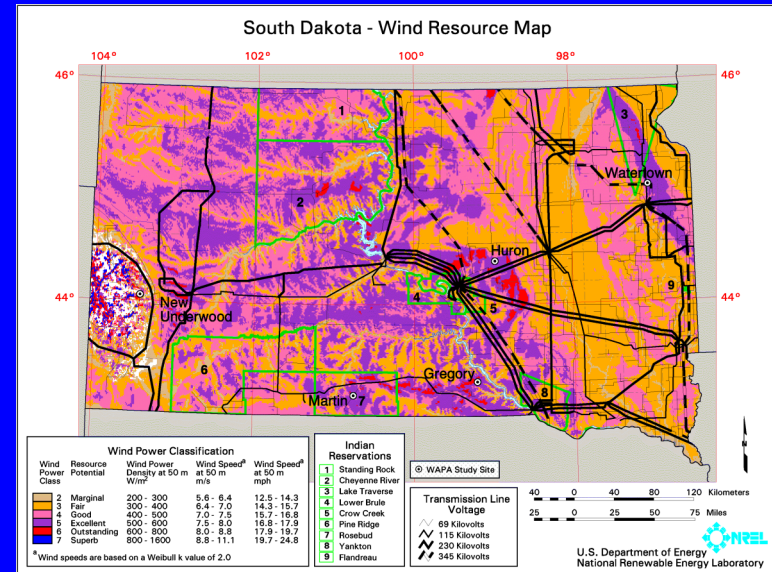 South Dakota - Wind Resource Map
104° 102° 100° 98°
46° 46°
1
3
Watertown
2
Huron
44° 44°
New
Underwood
4
5
9
6
Gregory
Martin 7
8
Wind Power Classification
Wind Power Class Resource Potential Wind Power Density at 50 m W/m² Wind Speedᵃ at 50 m m/s Wind Speedᵃ at 50 m mph
2 Marginal 200 - 300 5.6 - 6.4 12.5 - 14.3
3 Fair 300 - 400 6.4 - 7.0 14.3 - 15.7
4 Good 400 - 500 7.0 - 7.5 15.7 - 16.8
5 Excellent 500 - 600 7.5 - 8.0 16.8 - 17.9
6 Outstanding 600 - 800 8.0 - 8.8 17.9 - 19.7
7 Superb 800 - 1600 8.8 - 11.1 19.7 - 24.8
ᵃ Wind speeds are based on a Weibull k value of 2.0
Indian
Reservations
1 Standing Rock
2 Cheyenne River
3 Lake Traverse
4 Lower Brule
5 Crow Creek
6 Pine Ridge
7 Rosebud
8 Yankton
9 Flandreau
WAPA Study Site
Transmission Line
Voltage
69 Kilovolts
115 Kilovolts
230 Kilovolts
345 Kilovolts
40 0 40 80 120 Kilometers
25 0 25 50 75 Miles
NREL
U.S. Department of Energy
National Renewable Energy Laboratory